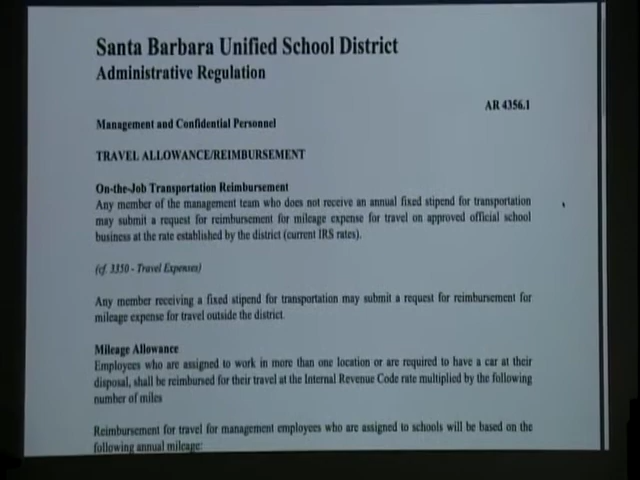 Santa Barbara Unified School District
Administrative Regulation
AR 4356.1
Management and Confidential Personnel
TRAVEL ALLOWANCE/REIMBURSEMENT
On-the-Job Transportation Reimbursement
Any member of the management team who does not receive an annual fixed stipend for transportation
may submit a request for reimbursement for mileage expense for travel on approved official school
business at the rate established by the district (current IRS rates).
(cf. 3350 - Travel Expenses)
Any member receiving a fixed stipend for transportation may submit a request for reimbursement for
mileage expense for travel outside the district.
Mileage Allowance
Employees who are assigned to work in more than one location or are required to have a car at their
disposal, shall be reimbursed for their travel at the Internal Revenue Code rate multiplied by the following
number of miles
Reimbursement for travel for management employees who are assigned to schools will be based on the
following annual mileage: